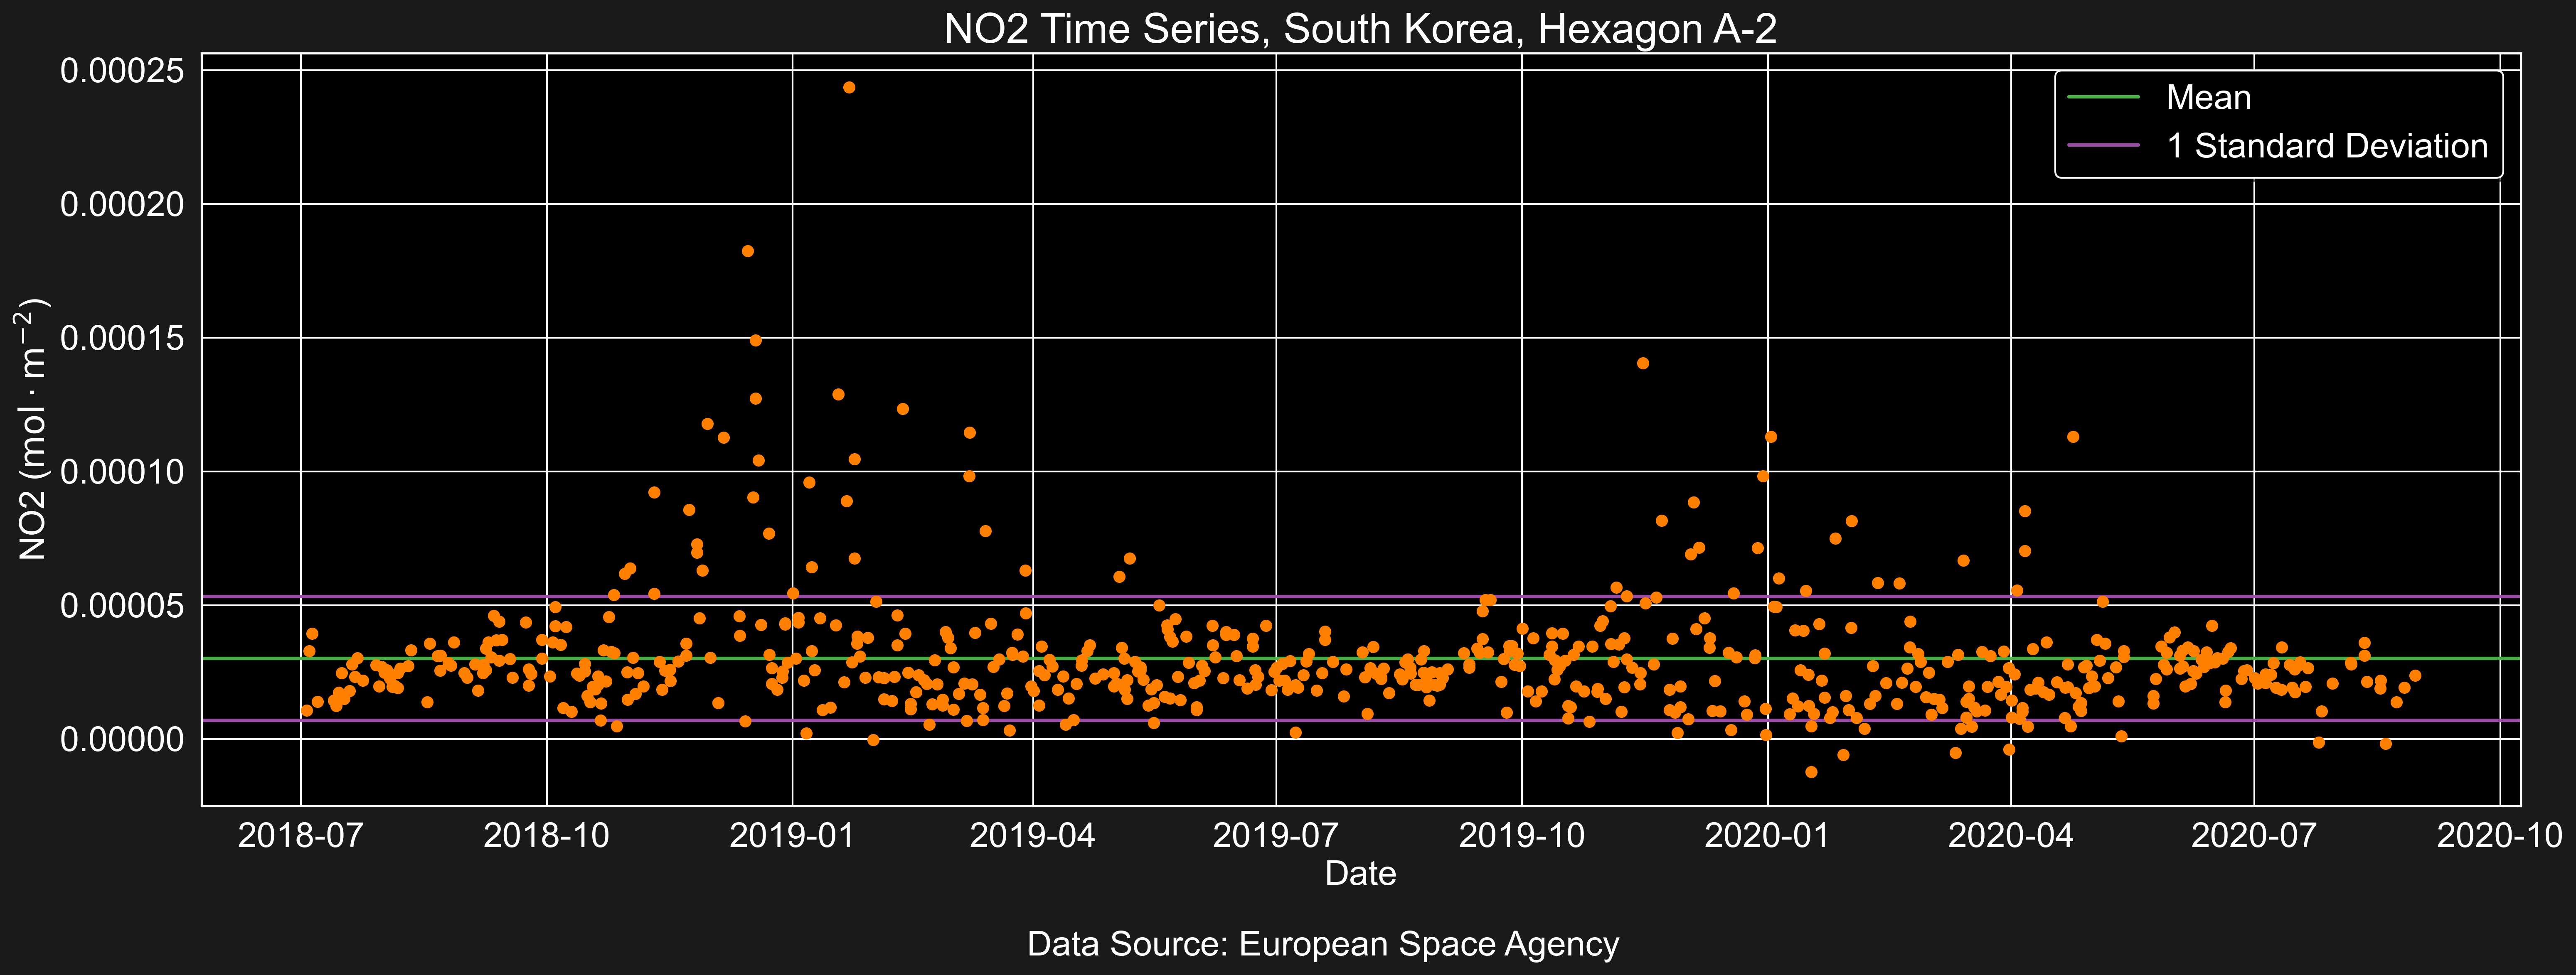 NO2 Time Series, South Korea, Hexagon A-2
0.00025
0.00020
0.00015
0.00010
0.00005
0.00000
NO2 (mol · m⁻²)
Mean
1 Standard Deviation
2018-07 2018-10 2019-01 2019-04 2019-07 2019-10 2020-01 2020-04 2020-07 2020-10
Date
Data Source: European Space Agency